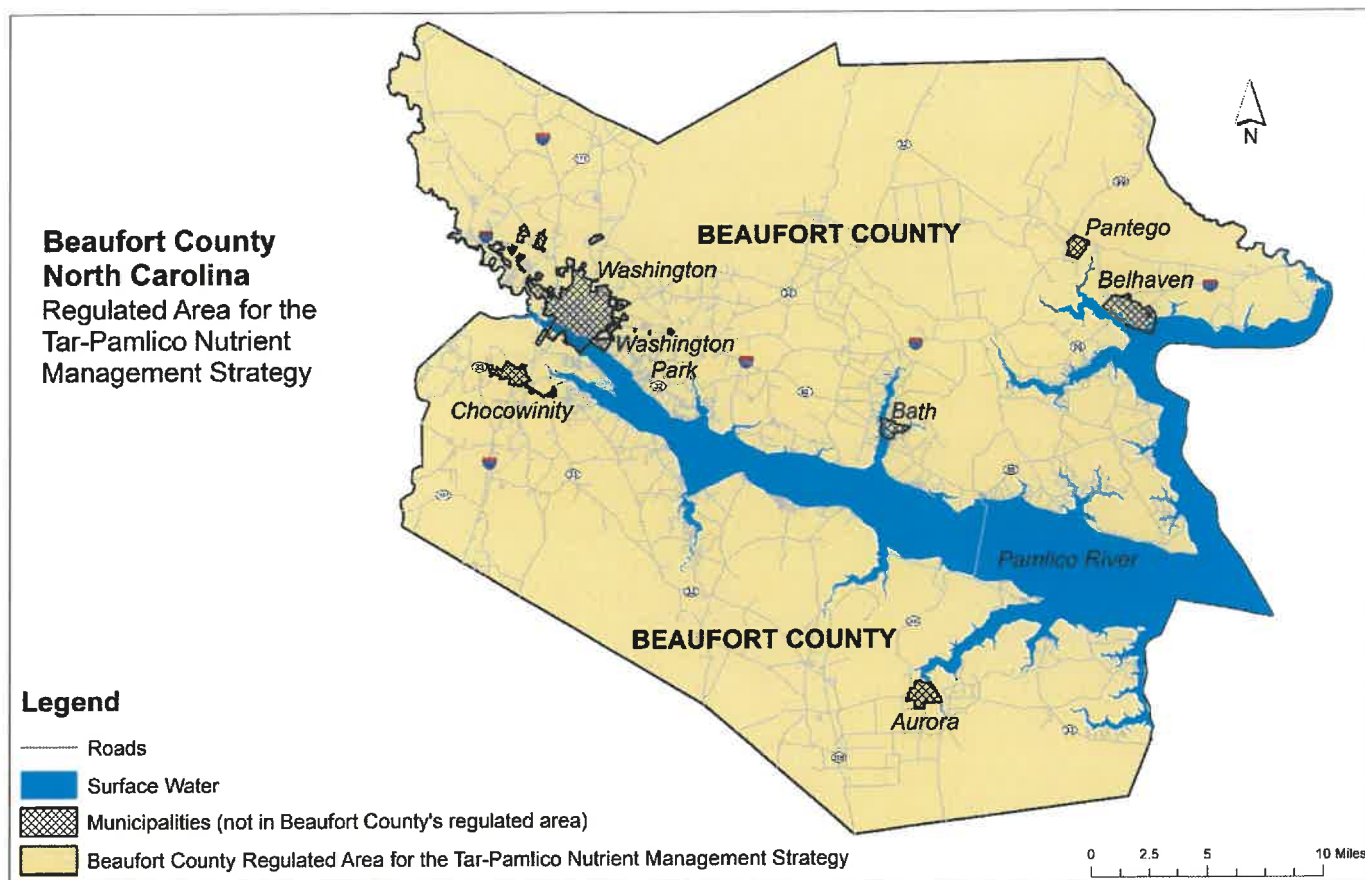 Beaufort County
North Carolina
Regulated Area for the
Tar-Pamlico Nutrient
Management Strategy
N
BEAUFORT COUNTY
Pantego
Belhaven
Washington
Washington
Park
Chocowinity
Bath
Pamlico River
BEAUFORT COUNTY
Aurora
Legend
Roads
Surface Water
Municipalities (not in Beaufort County's regulated area)
Beaufort County Regulated Area for the Tar-Pamlico Nutrient Management Strategy
0 2.5 5 10 Miles